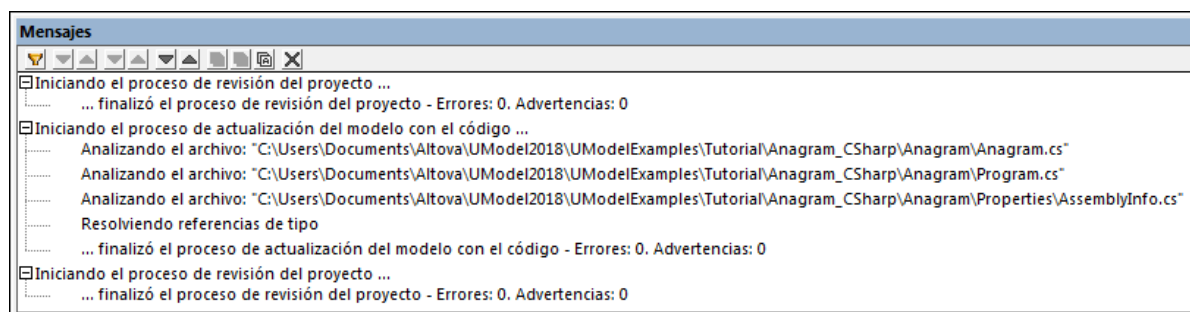 Mensajes
Iniciando el proceso de revisión del proyecto ...
... finalizó el proceso de revisión del proyecto - Errores: 0. Advertencias: 0
Iniciando el proceso de actualización del modelo con el código ...
Analizando el archivo: "C:\Users\Documents\Altova\UModel2018\UModelExamples\Tutorial\Anagram_CSharp\Anagram\Anagram.cs"
Analizando el archivo: "C:\Users\Documents\Altova\UModel2018\UModelExamples\Tutorial\Anagram_CSharp\Anagram\Program.cs"
Analizando el archivo: "C:\Users\Documents\Altova\UModel2018\UModelExamples\Tutorial\Anagram_CSharp\Anagram\Properties\AssemblyInfo.cs"
Resolviendo referencias de tipo
... finalizó el proceso de actualización del modelo con el código - Errores: 0. Advertencias: 0
Iniciando el proceso de revisión del proyecto ...
... finalizó el proceso de revisión del proyecto - Errores: 0. Advertencias: 0